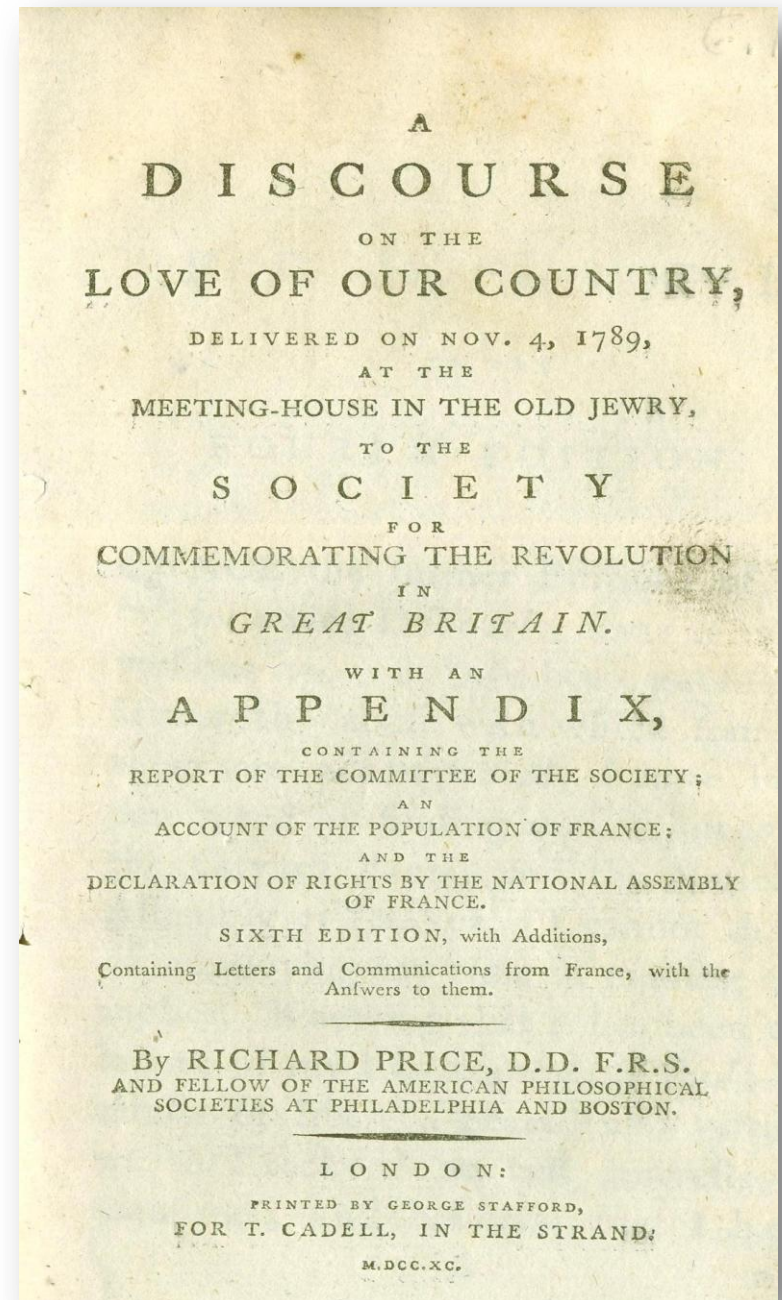 A
DISCOURSE
ON THE
LOVE OF OUR COUNTRY,
DELIVERED ON NOV. 4, 1789,
AT THE
MEETING-HOUSE IN THE OLD JEWRY,
TO THE
SOCIETY
FOR
COMMEMORATING THE REVOLUTION
IN
GREAT BRITAIN.
WITH AN
APPENDIX,
CONTAINING THE
REPORT OF THE COMMITTEE OF THE SOCIETY;
AN
ACCOUNT OF THE POPULATION OF FRANCE;
AND THE
DECLARATION OF RIGHTS BY THE NATIONAL ASSEMBLY
OF FRANCE.
SIXTH EDITION, with Additions,
Containing Letters and Communications from France, with the
Anſwers to them.
By RICHARD PRICE, D.D. F.R.S.
AND FELLOW OF THE AMERICAN PHILOSOPHICAL
SOCIETIES AT PHILADELPHIA AND BOSTON.
LONDON:
PRINTED BY GEORGE STAFFORD,
FOR T. CADELL, IN THE STRAND.
M.DCC.XC.